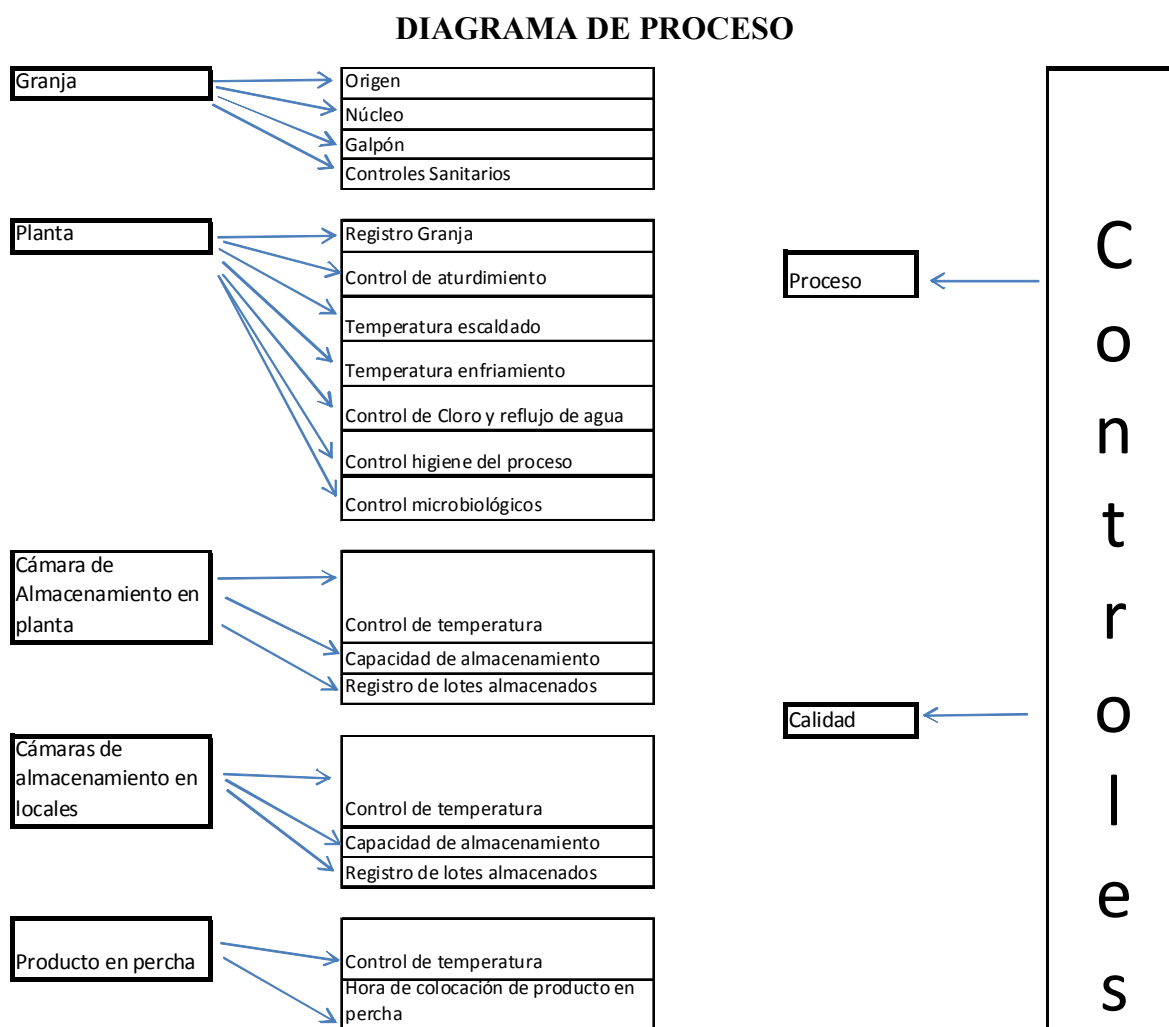 DIAGRAMA DE PROCESO
Granja
Origen
Núcleo
Galpón
Controles Sanitarios
Planta
Registro Granja
Control de aturdimiento
Temperatura escaldado
Temperatura enfriamiento
Control de Cloro y reflujo de agua
Control higiene del proceso
Control microbiológicos
Cámara de
Almacenamiento en
planta
Control de temperatura
Capacidad de almacenamiento
Registro de lotes almacenados
Cámaras de
almacenamiento en
locales
Control de temperatura
Capacidad de almacenamiento
Registro de lotes almacenados
Producto en percha
Control de temperatura
Hora de colocación de producto en
percha
Proceso
Calidad
Controles